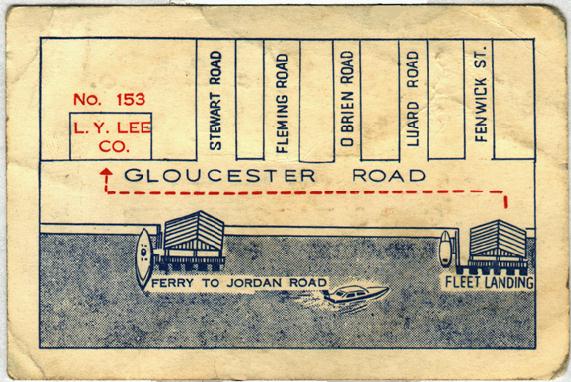 No. 153
L. Y. LEE
CO.
STEWART ROAD
FLEMING ROAD
O BRIEN ROAD
LUARD ROAD
FENWICK ST.
GLOUCESTER ROAD
FERRY TO JORDAN ROAD
FLEET LANDING